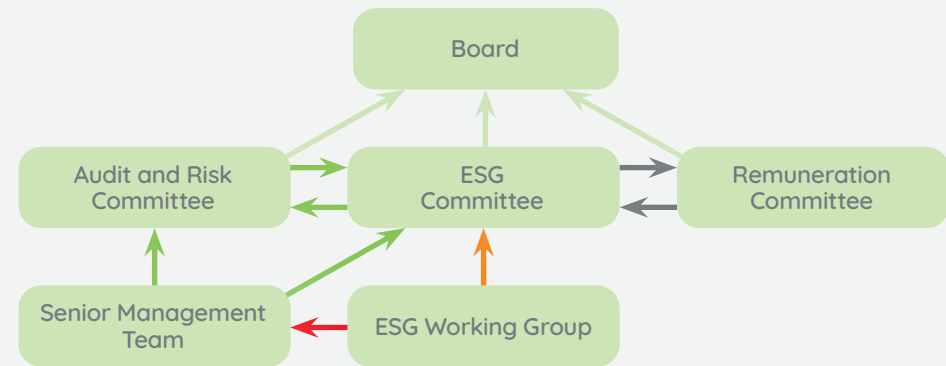 Board
Audit and Risk
Committee
ESG
Committee
Remuneration
Committee
Senior Management
Team
ESG Working Group